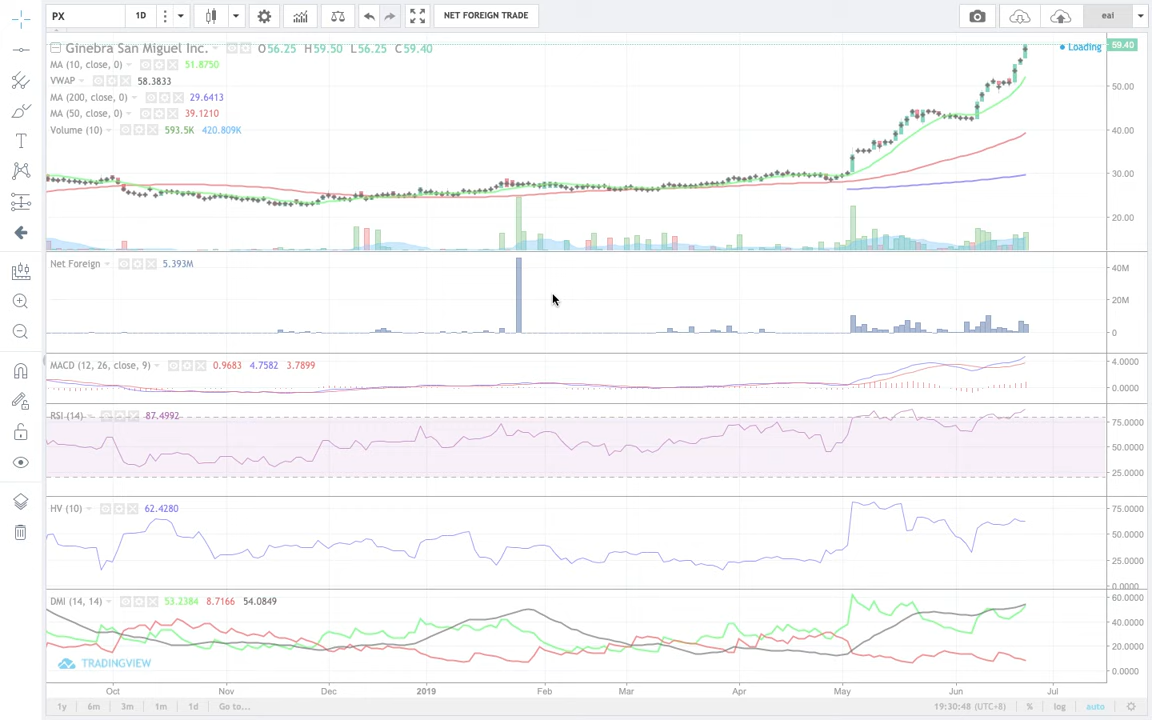 PX 1D NET FOREIGN TRADE eal
Ginebra San Miguel Inc. O56.25 H59.50 L56.25 C59.40 Loading 59.40
MA (10, close, 0) 51.8750
VWAP 58.3833
50.00
MA (200, close, 0) 29.6413
MA (50, close, 0) 39.1210
Volume (10) 593.5K 420.809K
40.00
30.00
20.00
Net Foreign 5.393M
40M
20M
0
MACD (12, 26, close, 9) 0.9683 4.7582 3.7899
4.0000
0.0000
RSI (14) 87.4992
75.0000
50.0000
25.0000
HV (10) 62.4280
75.0000
50.0000
25.0000
0.0000
DMI (14, 14) 53.2384 8.7166 54.0849
60.0000
40.0000
20.0000
TRADINGVIEW
0.0000
Oct Nov Dec 2019 Feb Mar Apr May Jun Jul
1y 6m 3m 1m 1d Go to... 19:30:48 (UTC+8) % log auto